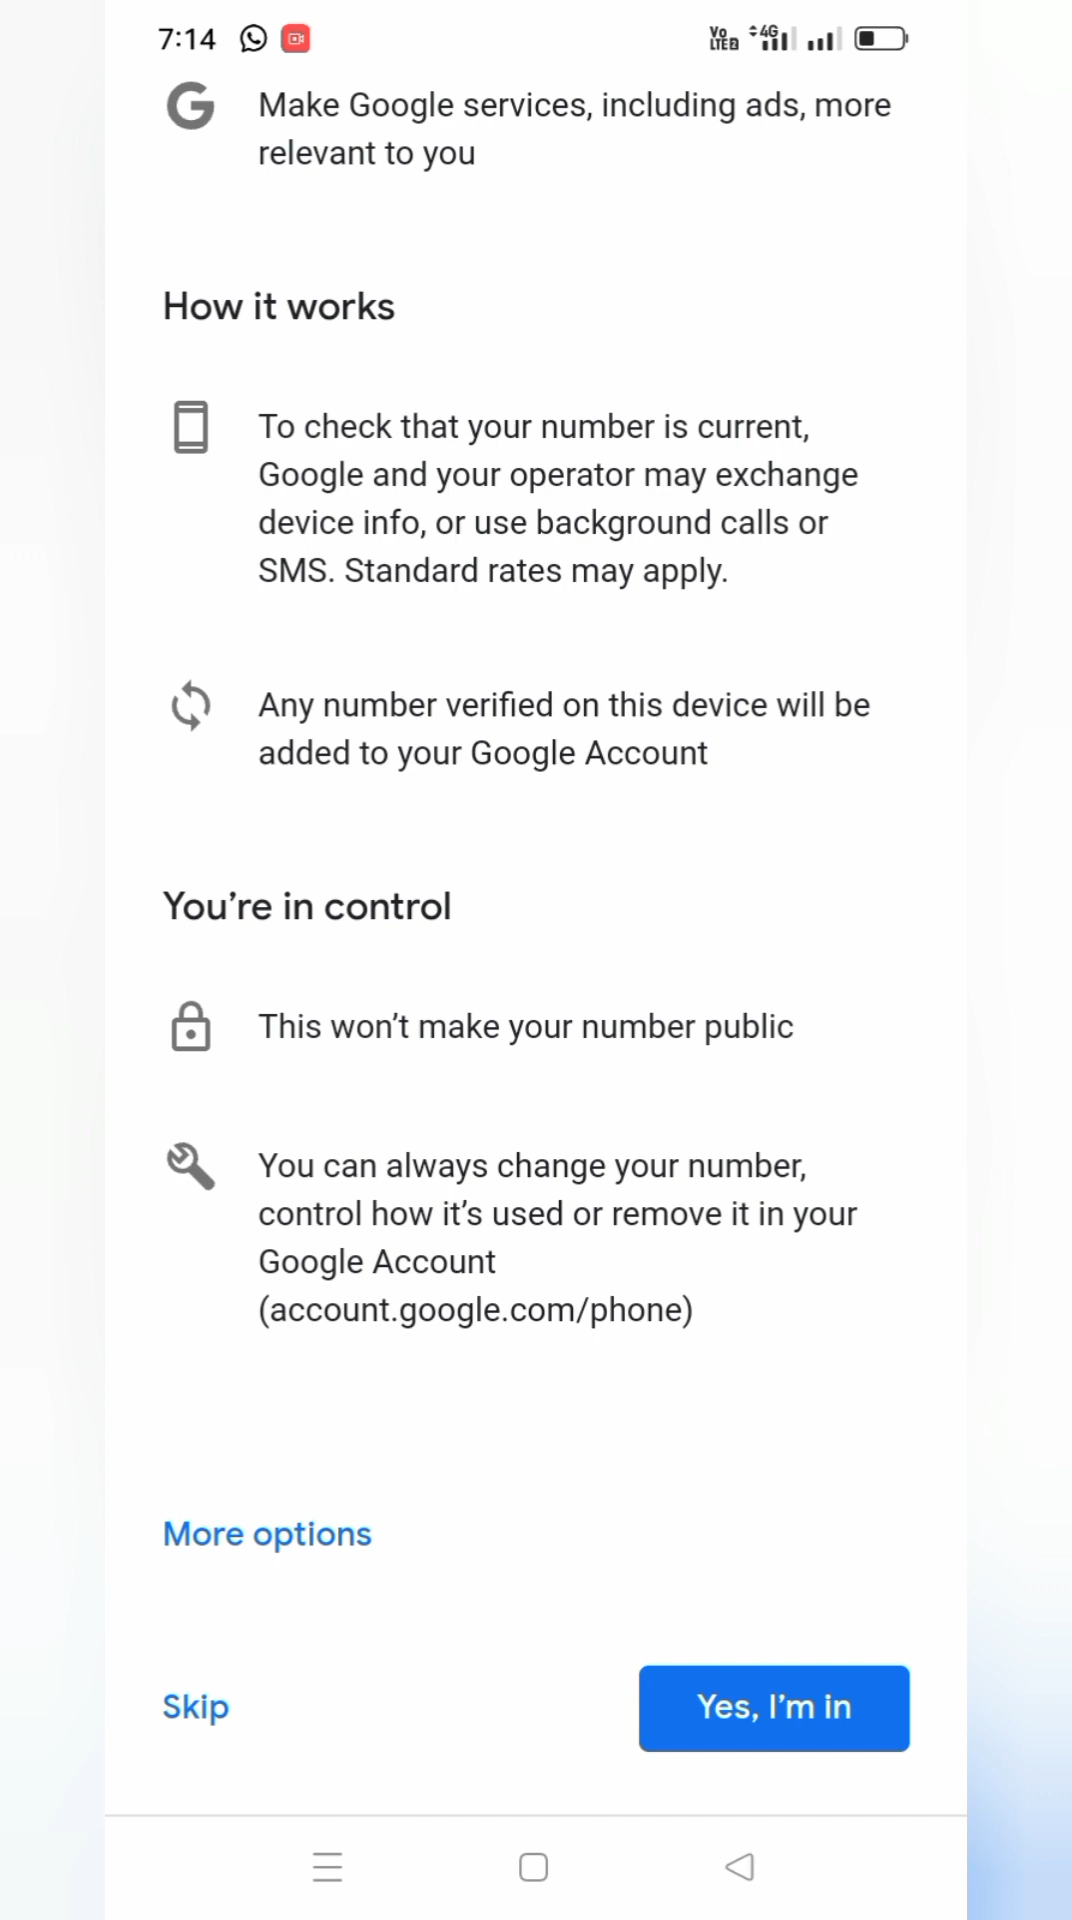 7:14
Vo LTE 2 4G
Make Google services, including ads, more
relevant to you
How it works
To check that your number is current,
Google and your operator may exchange
device info, or use background calls or
SMS. Standard rates may apply.
Any number verified on this device will be
added to your Google Account
You're in control
This won't make your number public
You can always change your number,
control how it's used or remove it in your
Google Account
(account.google.com/phone)
More options
Skip
Yes, I'm in